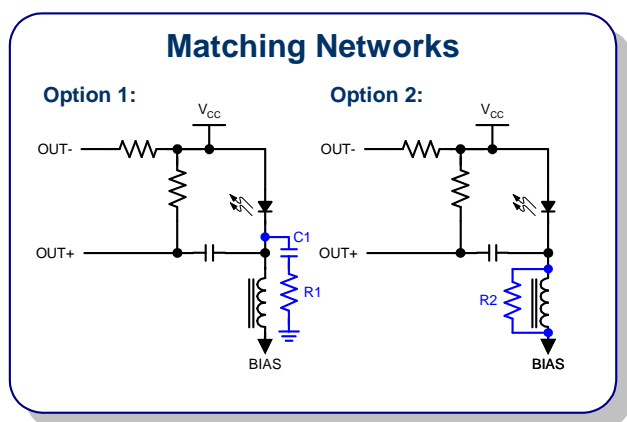 Matching Networks
Option 1:
Option 2:
VCC
VCC
OUT-
OUT-
C1
OUT+
OUT+
R1
R2
BIAS
BIAS